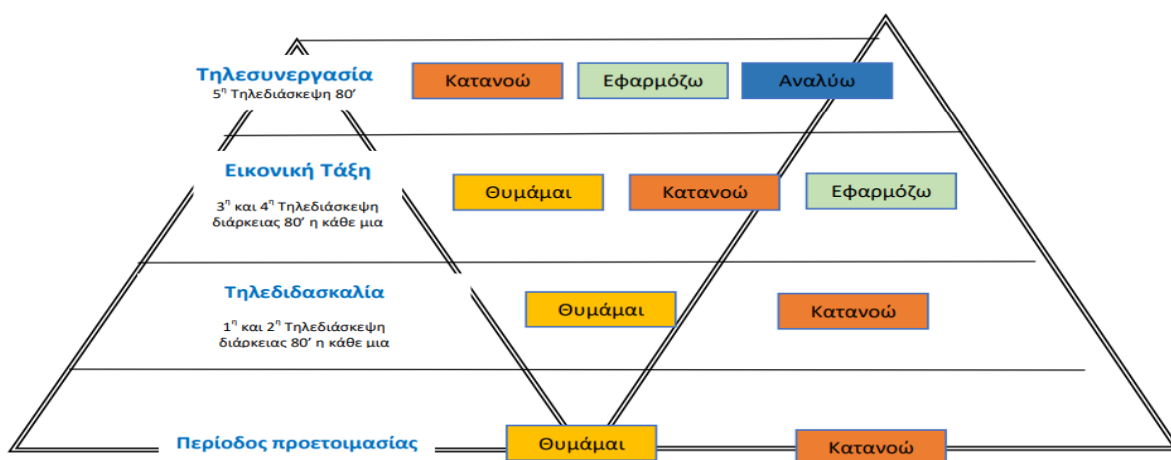 Τηλεσυνεργασία
5η Τηλεδιάσκεψη 80’
Κατανοώ
Εφαρμόζω
Αναλύω
Εικονική Τάξη
3η και 4η Τηλεδιάσκεψη
διάρκειας 80’ η κάθε μια
Θυμάμαι
Κατανοώ
Εφαρμόζω
Τηλεδιδασκαλία
1η και 2η Τηλεδιάσκεψη
διάρκειας 80’ η κάθε μια
Θυμάμαι
Κατανοώ
Περίοδος προετοιμασίας
Θυμάμαι
Κατανοώ